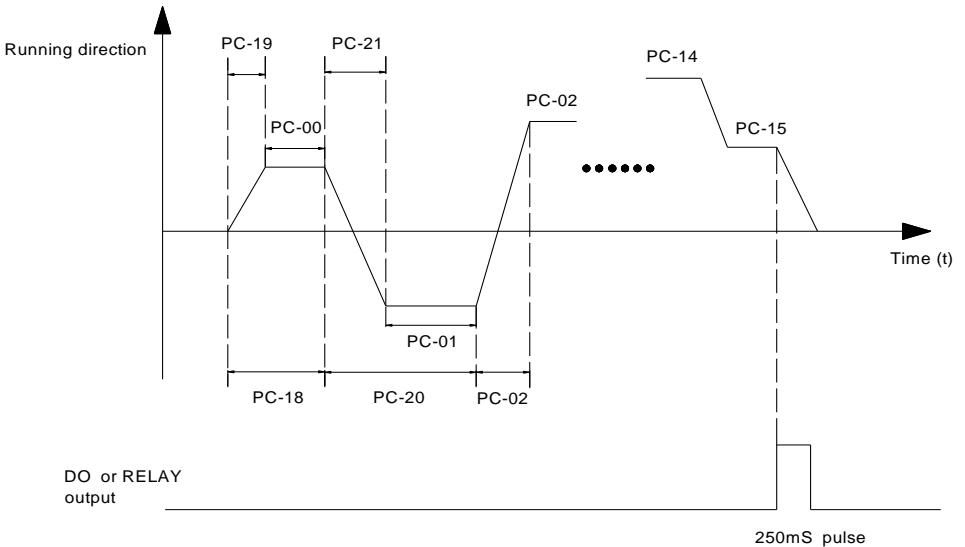 Running direction
PC-19
PC-21
PC-00
PC-02
PC-14
PC-15
Time (t)
PC-01
PC-18
PC-20
PC-02
DO or RELAY
output
250mS pulse